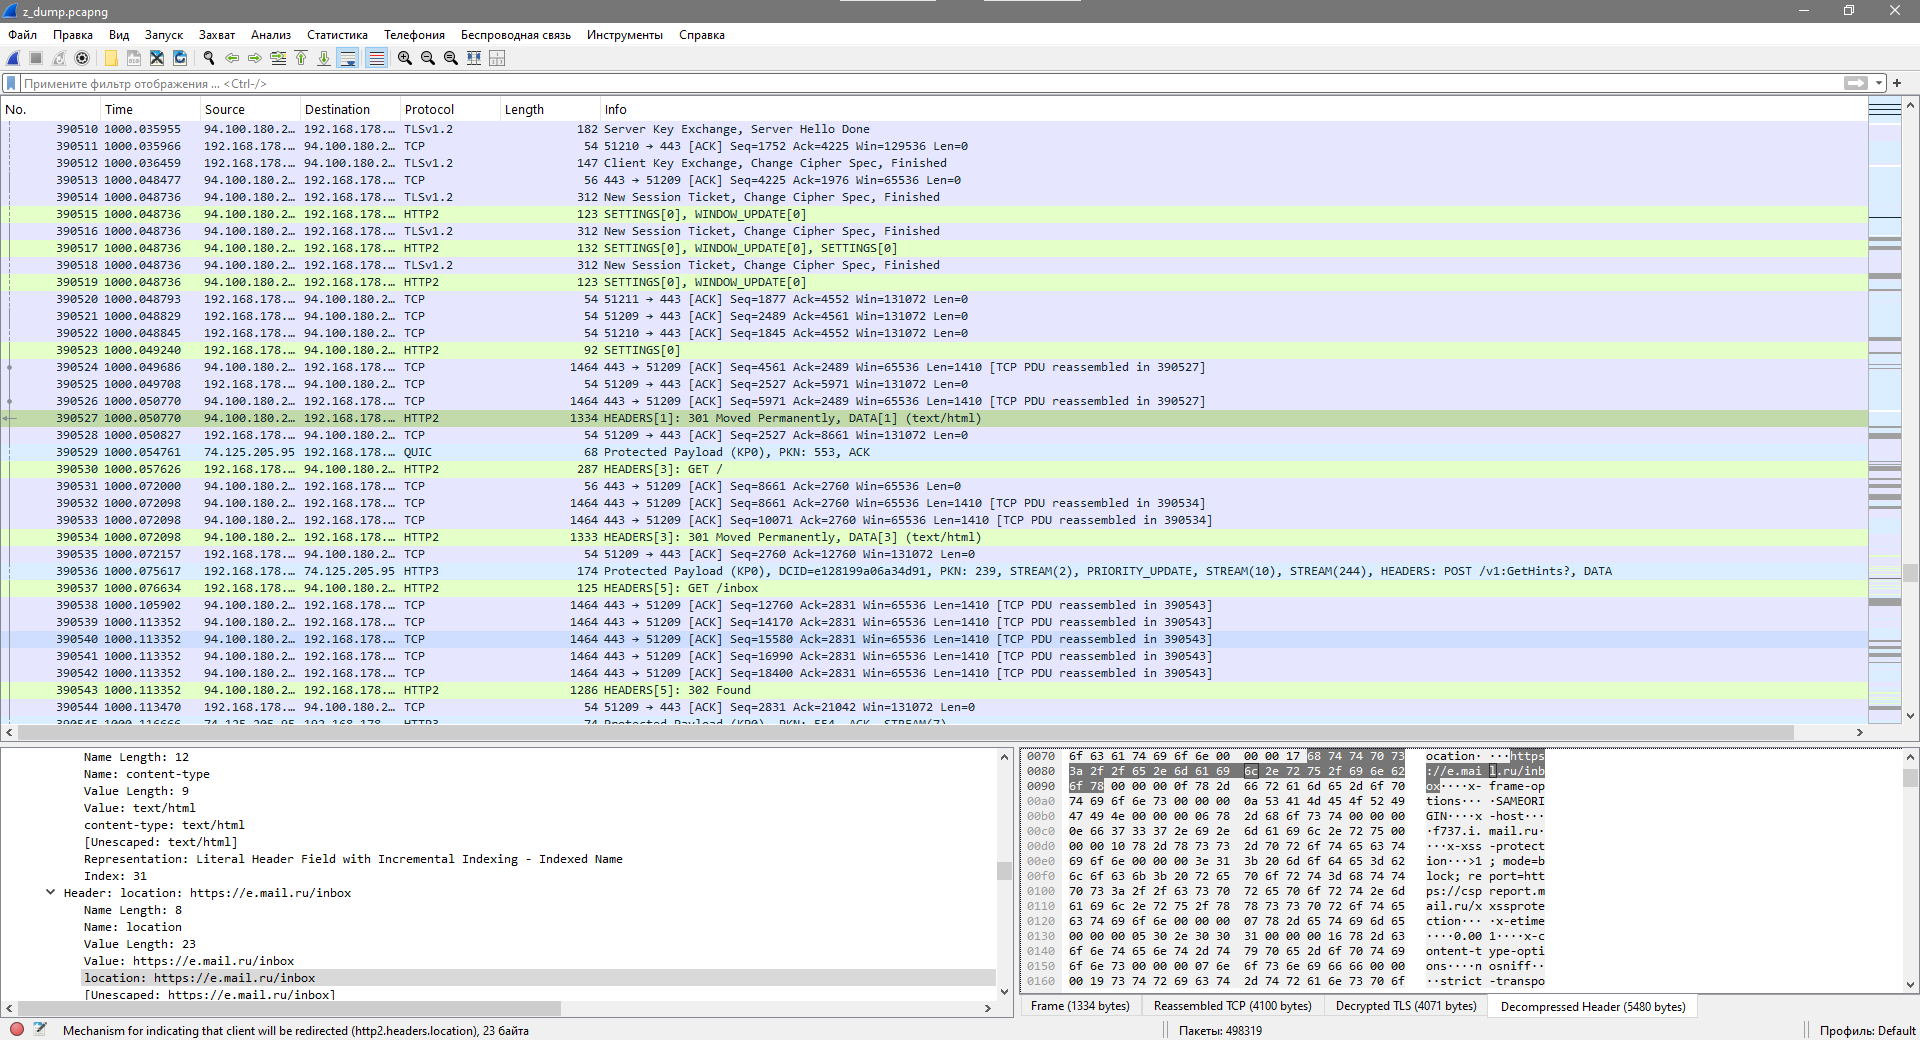 z_dump.pcapng
Файл Правка Вид Запуск Захват Анализ Статистика Телефония Беспроводная связь Инструменты Справка
Примените фильтр отображения ... <Ctrl-/>
No. Time Source Destination Protocol Length Info
390510 1000.035955 94.100.180.2… 192.168.178.… TLSv1.2 182 Server Key Exchange, Server Hello Done
390511 1000.035966 192.168.178.… 94.100.180.2… TCP 54 51210 → 443 [ACK] Seq=1752 Ack=4225 Win=129536 Len=0
390512 1000.036459 192.168.178.… 94.100.180.2… TLSv1.2 147 Client Key Exchange, Change Cipher Spec, Finished
390513 1000.048477 94.100.180.2… 192.168.178.… TCP 56 443 → 51209 [ACK] Seq=4225 Ack=1976 Win=65536 Len=0
390514 1000.048736 94.100.180.2… 192.168.178.… TLSv1.2 312 New Session Ticket, Change Cipher Spec, Finished
390515 1000.048736 94.100.180.2… 192.168.178.… HTTP2 123 SETTINGS[0], WINDOW_UPDATE[0]
390516 1000.048736 94.100.180.2… 192.168.178.… TLSv1.2 312 New Session Ticket, Change Cipher Spec, Finished
390517 1000.048736 94.100.180.2… 192.168.178.… HTTP2 132 SETTINGS[0], WINDOW_UPDATE[0], SETTINGS[0]
390518 1000.048736 94.100.180.2… 192.168.178.… TLSv1.2 312 New Session Ticket, Change Cipher Spec, Finished
390519 1000.048736 94.100.180.2… 192.168.178.… HTTP2 123 SETTINGS[0], WINDOW_UPDATE[0]
390520 1000.048793 192.168.178.… 94.100.180.2… TCP 54 51211 → 443 [ACK] Seq=1877 Ack=4552 Win=131072 Len=0
390521 1000.048829 192.168.178.… 94.100.180.2… TCP 54 51209 → 443 [ACK] Seq=2489 Ack=4561 Win=131072 Len=0
390522 1000.048845 192.168.178.… 94.100.180.2… TCP 54 51210 → 443 [ACK] Seq=1845 Ack=4552 Win=131072 Len=0
390523 1000.049240 192.168.178.… 94.100.180.2… HTTP2 92 SETTINGS[0]
390524 1000.049686 94.100.180.2… 192.168.178.… TCP 1464 443 → 51209 [ACK] Seq=4561 Ack=2489 Win=65536 Len=1410 [TCP PDU reassembled in 390527]
390525 1000.049708 192.168.178.… 94.100.180.2… TCP 54 51209 → 443 [ACK] Seq=2527 Ack=5971 Win=131072 Len=0
390526 1000.050770 94.100.180.2… 192.168.178.… TCP 1464 443 → 51209 [ACK] Seq=5971 Ack=2489 Win=65536 Len=1410 [TCP PDU reassembled in 390527]
390527 1000.050770 94.100.180.2… 192.168.178.… HTTP2 1334 HEADERS[1]: 301 Moved Permanently, DATA[1] (text/html)
390528 1000.050827 192.168.178.… 94.100.180.2… TCP 54 51209 → 443 [ACK] Seq=2527 Ack=8661 Win=131072 Len=0
390529 1000.054761 74.125.205.95 192.168.178.… QUIC 68 Protected Payload (KP0), PKN: 553, ACK
390530 1000.057626 192.168.178.… 94.100.180.2… HTTP2 287 HEADERS[3]: GET /
390531 1000.072000 94.100.180.2… 192.168.178.… TCP 56 443 → 51209 [ACK] Seq=8661 Ack=2760 Win=65536 Len=0
390532 1000.072098 94.100.180.2… 192.168.178.… TCP 1464 443 → 51209 [ACK] Seq=8661 Ack=2760 Win=65536 Len=1410 [TCP PDU reassembled in 390534]
390533 1000.072098 94.100.180.2… 192.168.178.… TCP 1464 443 → 51209 [ACK] Seq=10071 Ack=2760 Win=65536 Len=1410 [TCP PDU reassembled in 390534]
390534 1000.072098 94.100.180.2… 192.168.178.… HTTP2 1333 HEADERS[3]: 301 Moved Permanently, DATA[3] (text/html)
390535 1000.072157 192.168.178.… 94.100.180.2… TCP 54 51209 → 443 [ACK] Seq=2760 Ack=12760 Win=131072 Len=0
390536 1000.075617 192.168.178.… 74.125.205.95 HTTP3 174 Protected Payload (KP0), DCID=e128199a06a34d91, PKN: 239, STREAM(2), PRIORITY_UPDATE, STREAM(10), STREAM(244), HEADERS: POST /v1:GetHints?, DATA
390537 1000.076634 192.168.178.… 94.100.180.2… HTTP2 125 HEADERS[5]: GET /inbox
390538 1000.105902 94.100.180.2… 192.168.178.… TCP 1464 443 → 51209 [ACK] Seq=12760 Ack=2831 Win=65536 Len=1410 [TCP PDU reassembled in 390543]
390539 1000.113352 94.100.180.2… 192.168.178.… TCP 1464 443 → 51209 [ACK] Seq=14170 Ack=2831 Win=65536 Len=1410 [TCP PDU reassembled in 390543]
390540 1000.113352 94.100.180.2… 192.168.178.… TCP 1464 443 → 51209 [ACK] Seq=15580 Ack=2831 Win=65536 Len=1410 [TCP PDU reassembled in 390543]
390541 1000.113352 94.100.180.2… 192.168.178.… TCP 1464 443 → 51209 [ACK] Seq=16990 Ack=2831 Win=65536 Len=1410 [TCP PDU reassembled in 390543]
390542 1000.113352 94.100.180.2… 192.168.178.… TCP 1464 443 → 51209 [ACK] Seq=18400 Ack=2831 Win=65536 Len=1410 [TCP PDU reassembled in 390543]
390543 1000.113352 94.100.180.2… 192.168.178.… HTTP2 1286 HEADERS[5]: 302 Found
390544 1000.113470 192.168.178.… 94.100.180.2… TCP 54 51209 → 443 [ACK] Seq=2831 Ack=21042 Win=131072 Len=0
390545 1000.116666 74.125.205.95 192.168.178.… HTTP3 74 Protected Payload (KP0), PKN: 554, ACK, STREAM(7)
Name Length: 12
Name: content-type
Value Length: 9
Value: text/html
content-type: text/html
[Unescaped: text/html]
Representation: Literal Header Field with Incremental Indexing - Indexed Name
Index: 31
Header: location: https://e.mail.ru/inbox
Name Length: 8
Name: location
Value Length: 23
Value: https://e.mail.ru/inbox
location: https://e.mail.ru/inbox
[Unescaped: https://e.mail.ru/inbox]
0070 6f 63 61 74 69 6f 6e 00 00 00 17 68 74 74 70 73 ocation· ···https
0080 3a 2f 2f 65 2e 6d 61 69 6c 2e 72 75 2f 69 6e 62 ://e.mai l.ru/inb
0090 6f 78 00 00 00 0f 78 2d 66 72 61 6d 65 2d 6f 70 ox····x- frame-op
00a0 74 69 6f 6e 73 00 00 00 0a 53 41 4d 45 4f 52 49 tions··· ·SAMEORI
00b0 47 49 4e 00 00 00 06 78 2d 68 6f 73 74 00 00 00 GIN····x -host···
00c0 0e 66 37 33 37 2e 69 2e 6d 61 69 6c 2e 72 75 00 ·f737.i. mail.ru·
00d0 00 00 10 78 2d 78 73 73 2d 70 72 6f 74 65 63 74 ···x-xss -protect
00e0 69 6f 6e 00 00 00 3e 31 3b 20 6d 6f 64 65 3d 62 ion···>1 ; mode=b
00f0 6c 6f 63 6b 3b 20 72 65 70 6f 72 74 3d 68 74 74 lock; re port=htt
0100 70 73 3a 2f 2f 63 73 70 72 65 70 6f 72 74 2e 6d ps://csp report.m
0110 61 69 6c 2e 72 75 2f 78 78 73 73 70 72 6f 74 65 ail.ru/x xssprote
0120 63 74 69 6f 6e 00 00 00 07 78 2d 65 74 69 6d 65 ction··· ·x-etime
0130 00 00 00 05 30 2e 30 30 31 00 00 00 16 78 2d 63 ····0.00 1····x-c
0140 6f 6e 74 65 6e 74 2d 74 79 70 65 2d 6f 70 74 69 ontent-t ype-opti
0150 6f 6e 73 00 00 00 07 6e 6f 73 6e 69 66 66 00 00 ons····n osniff··
0160 00 19 73 74 72 69 63 74 2d 74 72 61 6e 73 70 6f ··strict -transpo
Frame (1334 bytes) Reassembled TCP (4100 bytes) Decrypted TLS (4071 bytes) Decompressed Header (5480 bytes)
Mechanism for indicating that client will be redirected (http2.headers.location), 23 байта Пакеты: 498319 Профиль: Default